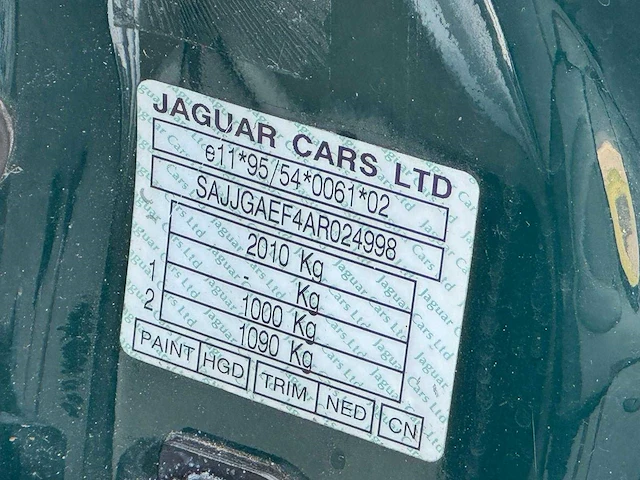 JAGUAR CARS LTD
e11*95/54*0061*02
SAJJGAEF4AR024998
2010 Kg
- Kg
1 1000 Kg
2 1090 Kg
PAINT HGD TRIM NED CN